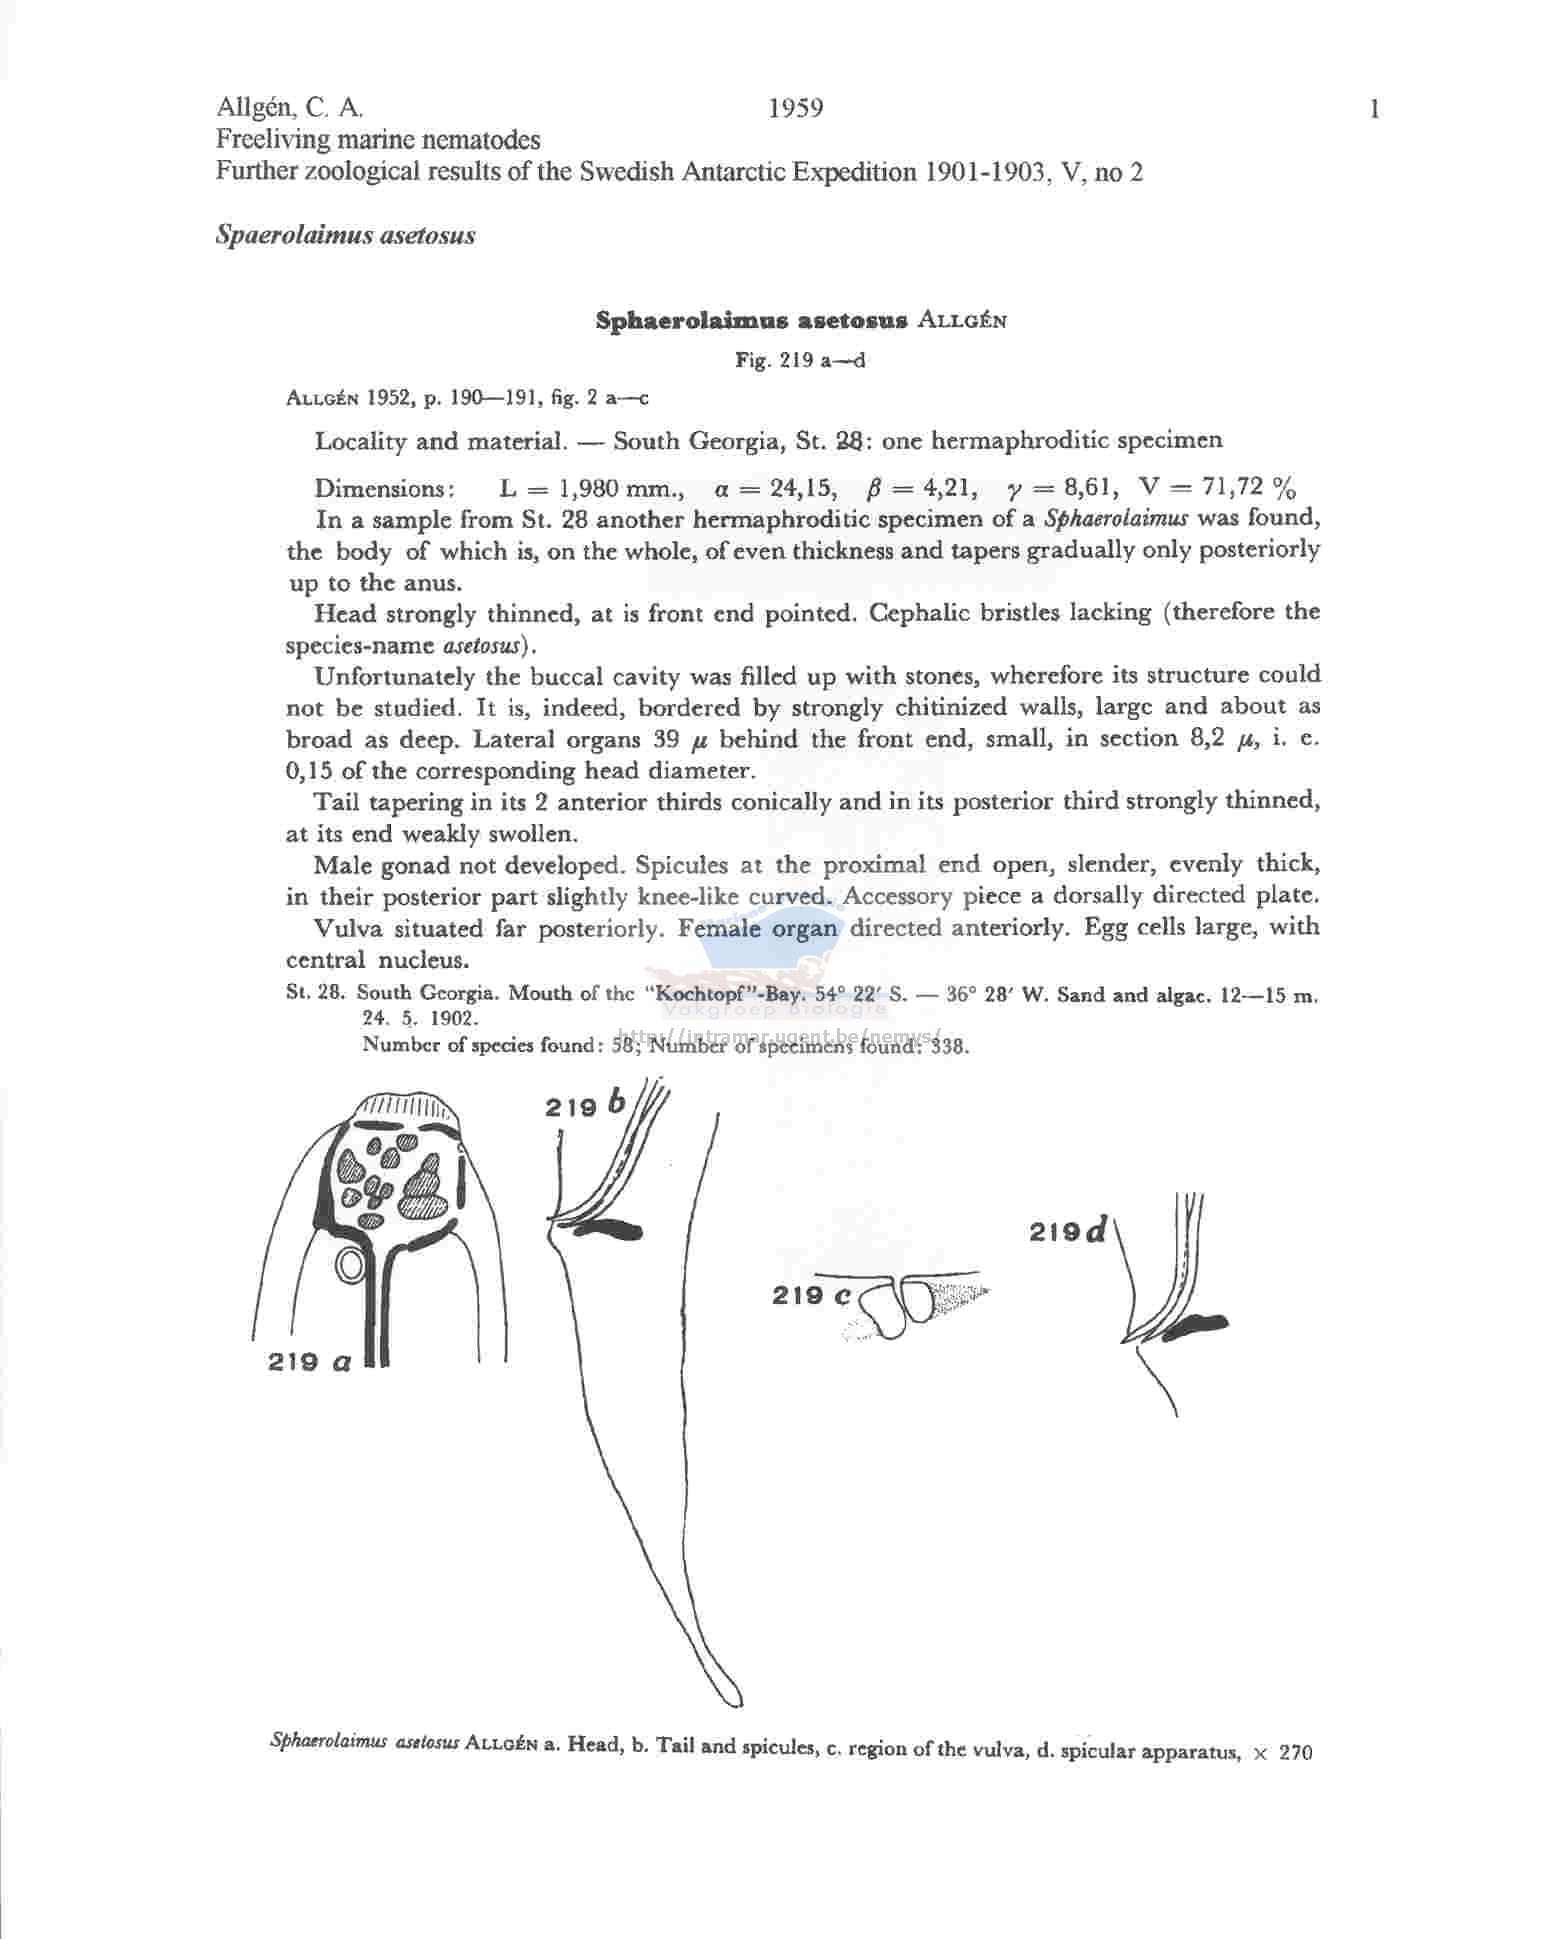 Allgén, C. A. 1959 1
Freeliving marine nematodes
Further zoological results of the Swedish Antarctic Expedition 1901-1903, V, no 2
Spaerolaimus asetosus
Sphaerolaimus asetosus ALLGÉN
Fig. 219 a—d
ALLGÉN 1952, p. 190—191, fig. 2 a—c
Locality and material. — South Georgia, St. 28: one hermaphroditic specimen
Dimensions: L = 1,980 mm., α = 24,15, β = 4,21, γ = 8,61, V = 71,72 %
In a sample from St. 28 another hermaphroditic specimen of a Sphaerolaimus was found,
the body of which is, on the whole, of even thickness and tapers gradually only posteriorly
up to the anus.
Head strongly thinned, at is front end pointed. Cephalic bristles lacking (therefore the
species-name asetosus).
Unfortunately the buccal cavity was filled up with stones, wherefore its structure could
not be studied. It is, indeed, bordered by strongly chitinized walls, large and about as
broad as deep. Lateral organs 39 μ behind the front end, small, in section 8,2 μ, i. e.
0,15 of the corresponding head diameter.
Tail tapering in its 2 anterior thirds conically and in its posterior third strongly thinned,
at its end weakly swollen.
Male gonad not developed. Spicules at the proximal end open, slender, evenly thick,
in their posterior part slightly knee-like curved. Accessory piece a dorsally directed plate.
Vulva situated far posteriorly. Female organ directed anteriorly. Egg cells large, with
central nucleus.
St. 28. South Georgia. Mouth of the "Kochtopf"-Bay. 54° 22′ S. — 36° 28′ W. Sand and algae. 12—15 m.
24. 5. 1902.
Number of species found: 58; Number of specimens found: 338.
Vakgroep Biologie
http://intramar.ugent.be/nemys/
219 a
219 b
219 c
219 d
Sphaerolaimus asetosus ALLGÉN a. Head, b. Tail and spicules, c. region of the vulva, d. spicular apparatus, × 270